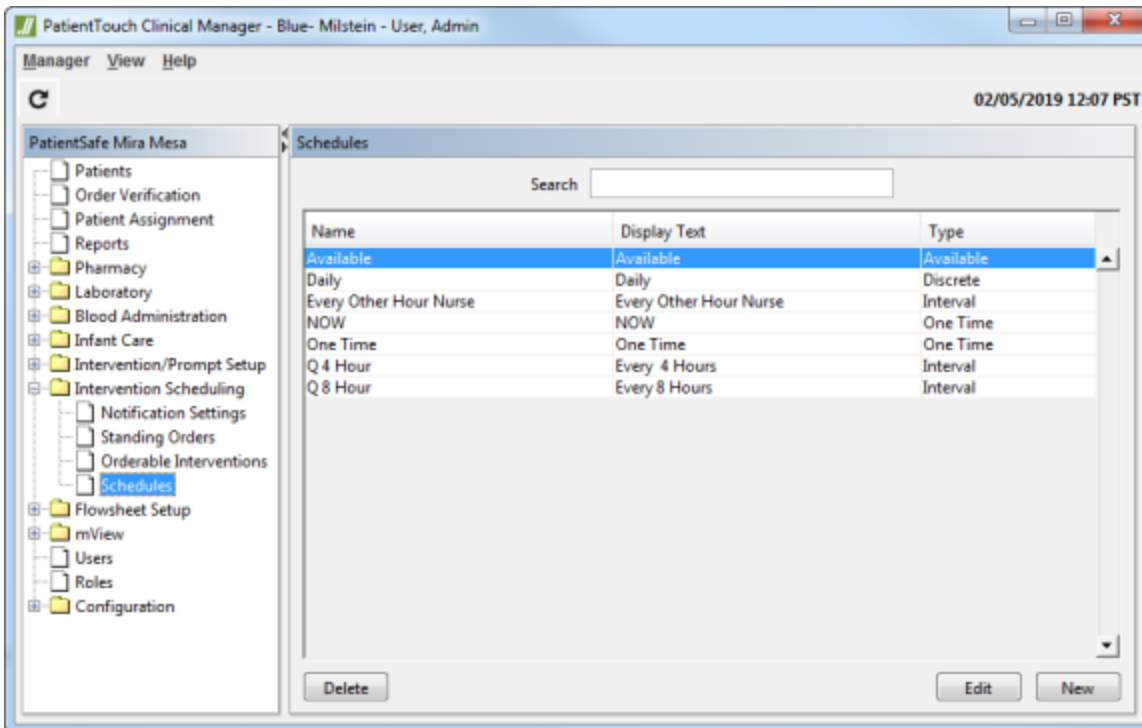 PatientTouch Clinical Manager - Blue- Milstein - User, Admin
Manager View Help
02/05/2019 12:07 PST
PatientSafe Mira Mesa
Patients
Order Verification
Patient Assignment
Reports
Pharmacy
Laboratory
Blood Administration
Infant Care
Intervention/Prompt Setup
Intervention Scheduling
Notification Settings
Standing Orders
Orderable Interventions
Schedules
Flowsheet Setup
mView
Users
Roles
Configuration
Schedules
Search
Name Display Text Type
Available Available Available
Daily Daily Discrete
Every Other Hour Nurse Every Other Hour Nurse Interval
NOW NOW One Time
One Time One Time One Time
Q 4 Hour Every 4 Hours Interval
Q 8 Hour Every 8 Hours Interval
Delete Edit New